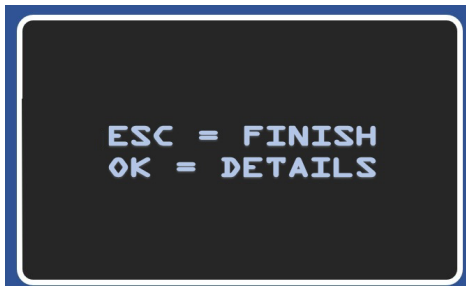 ESC = FINISH
OK = DETAILS